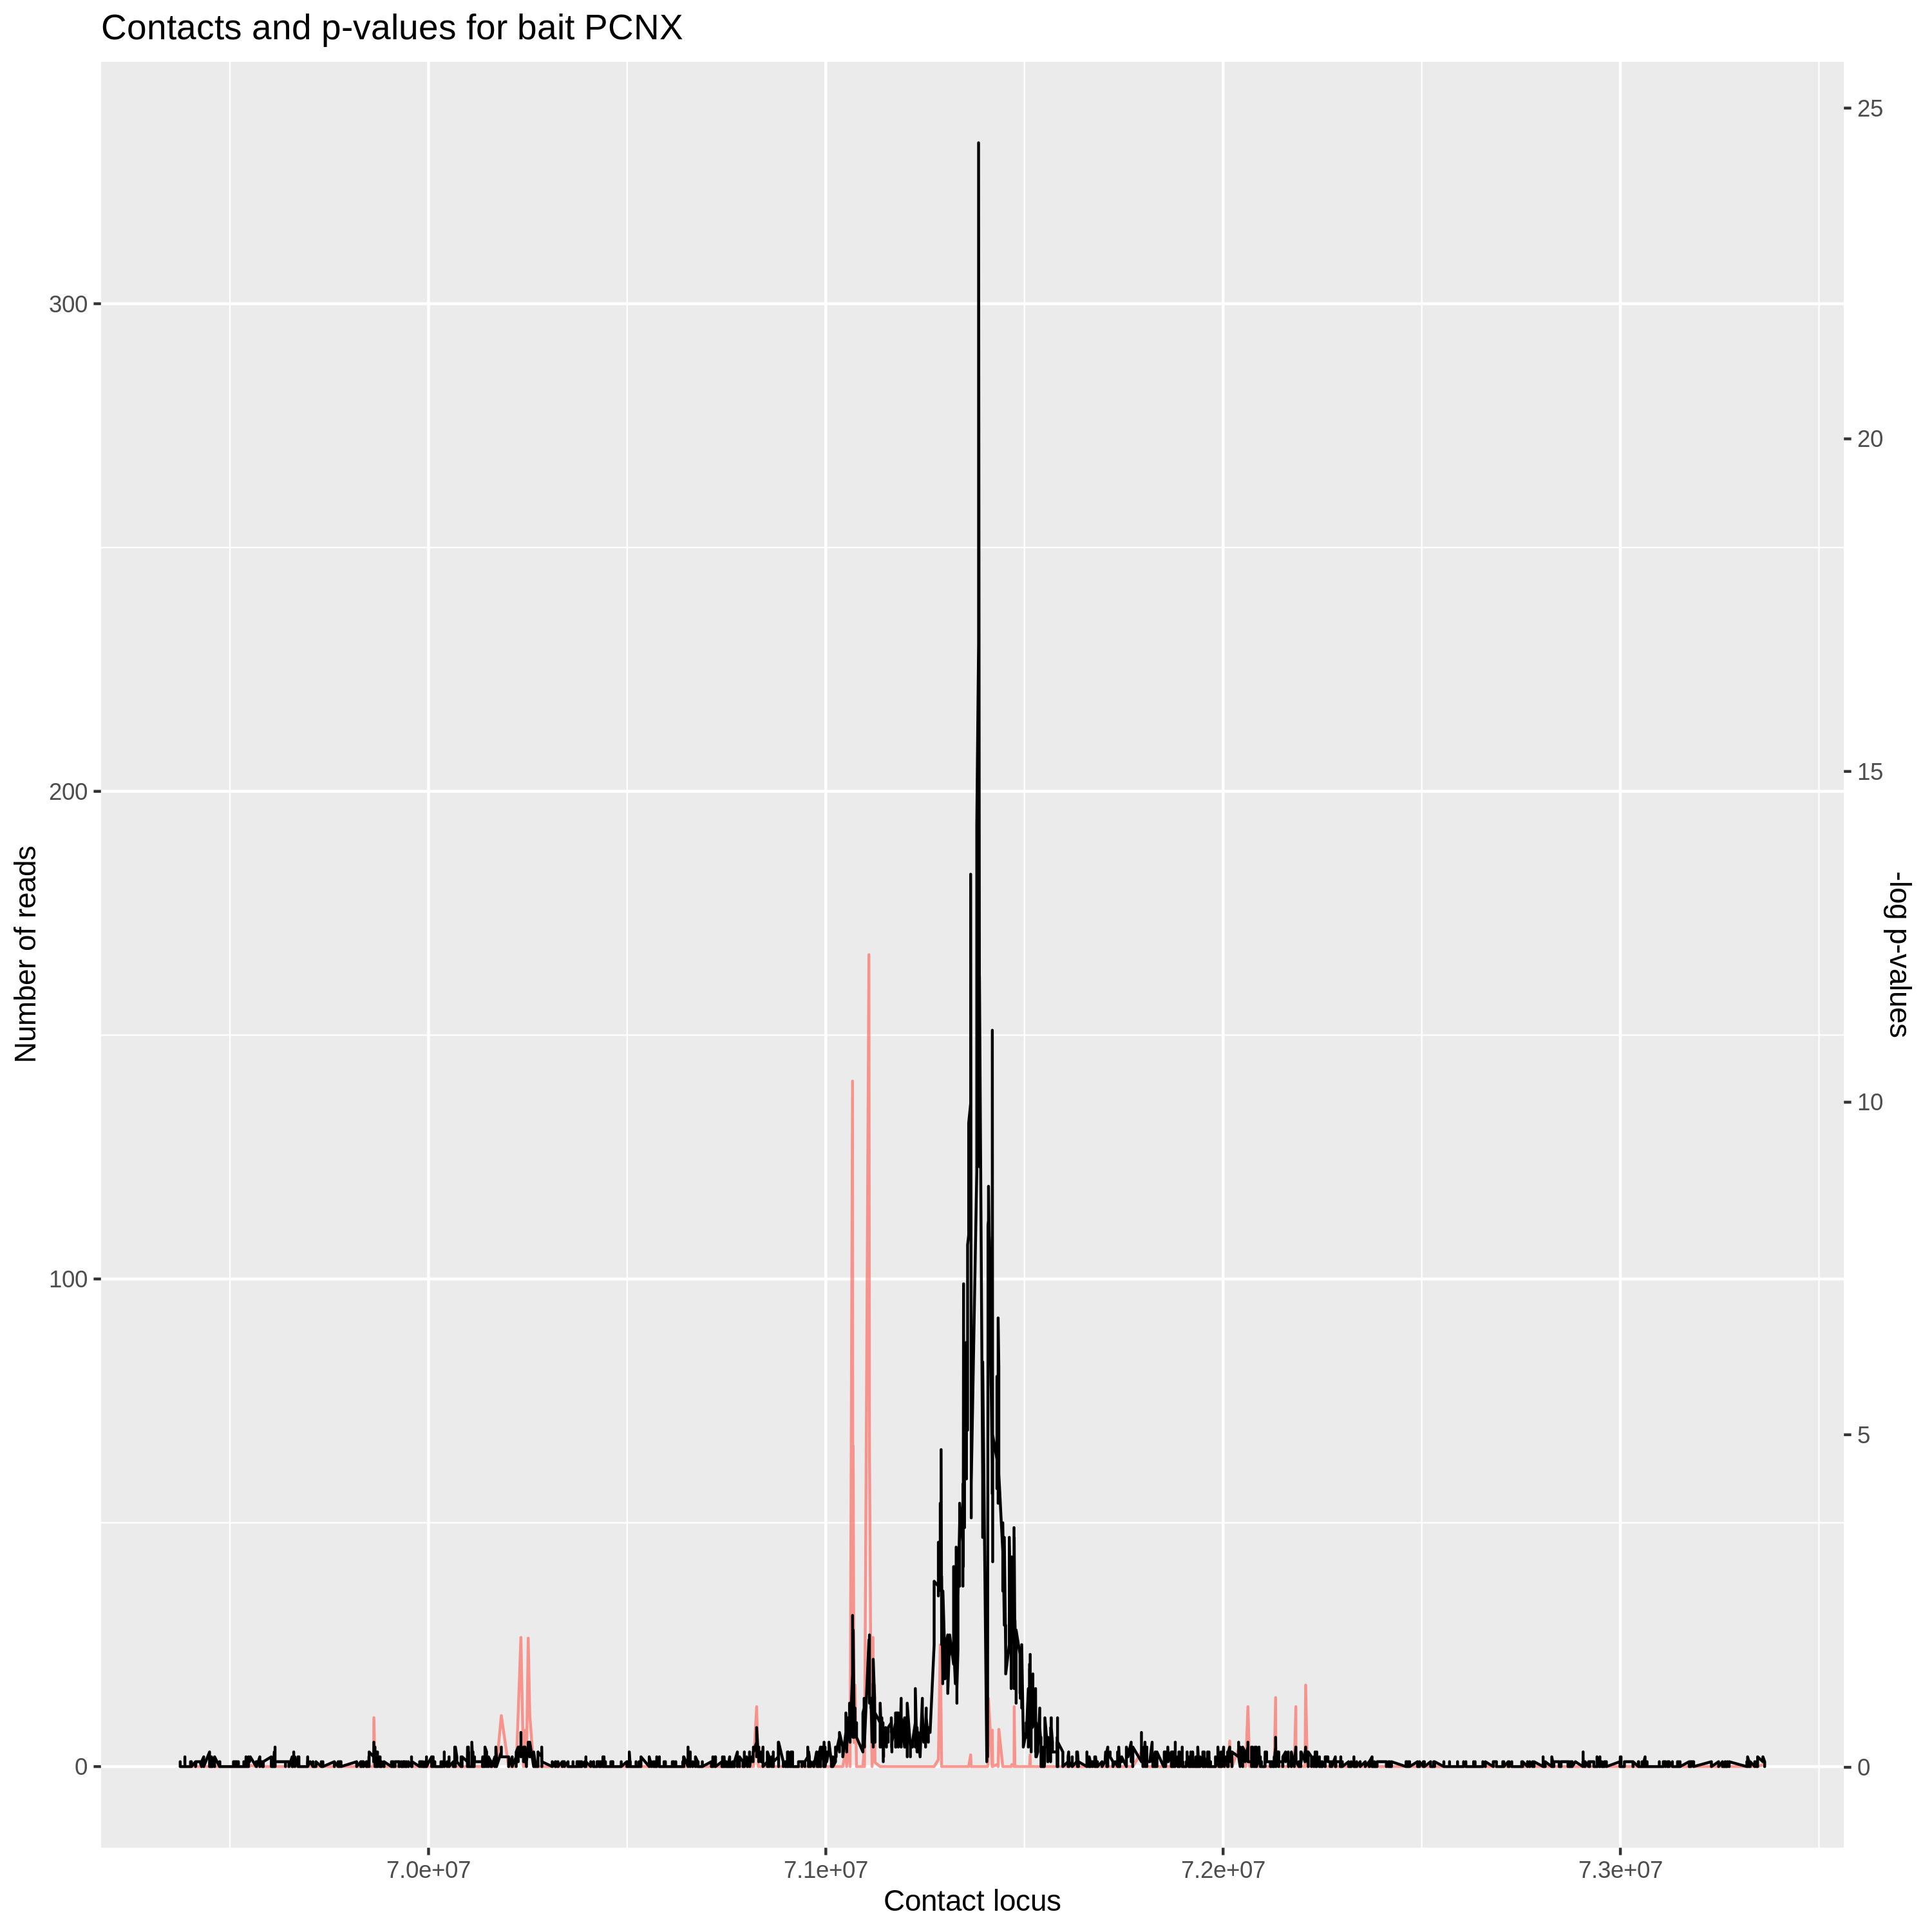 Contacts and p-values for bait PCNX
Number of reads
300
200
100
0
25
20
15
10
5
0
-log p-values
7.0e+07
7.1e+07
7.2e+07
7.3e+07
Contact locus